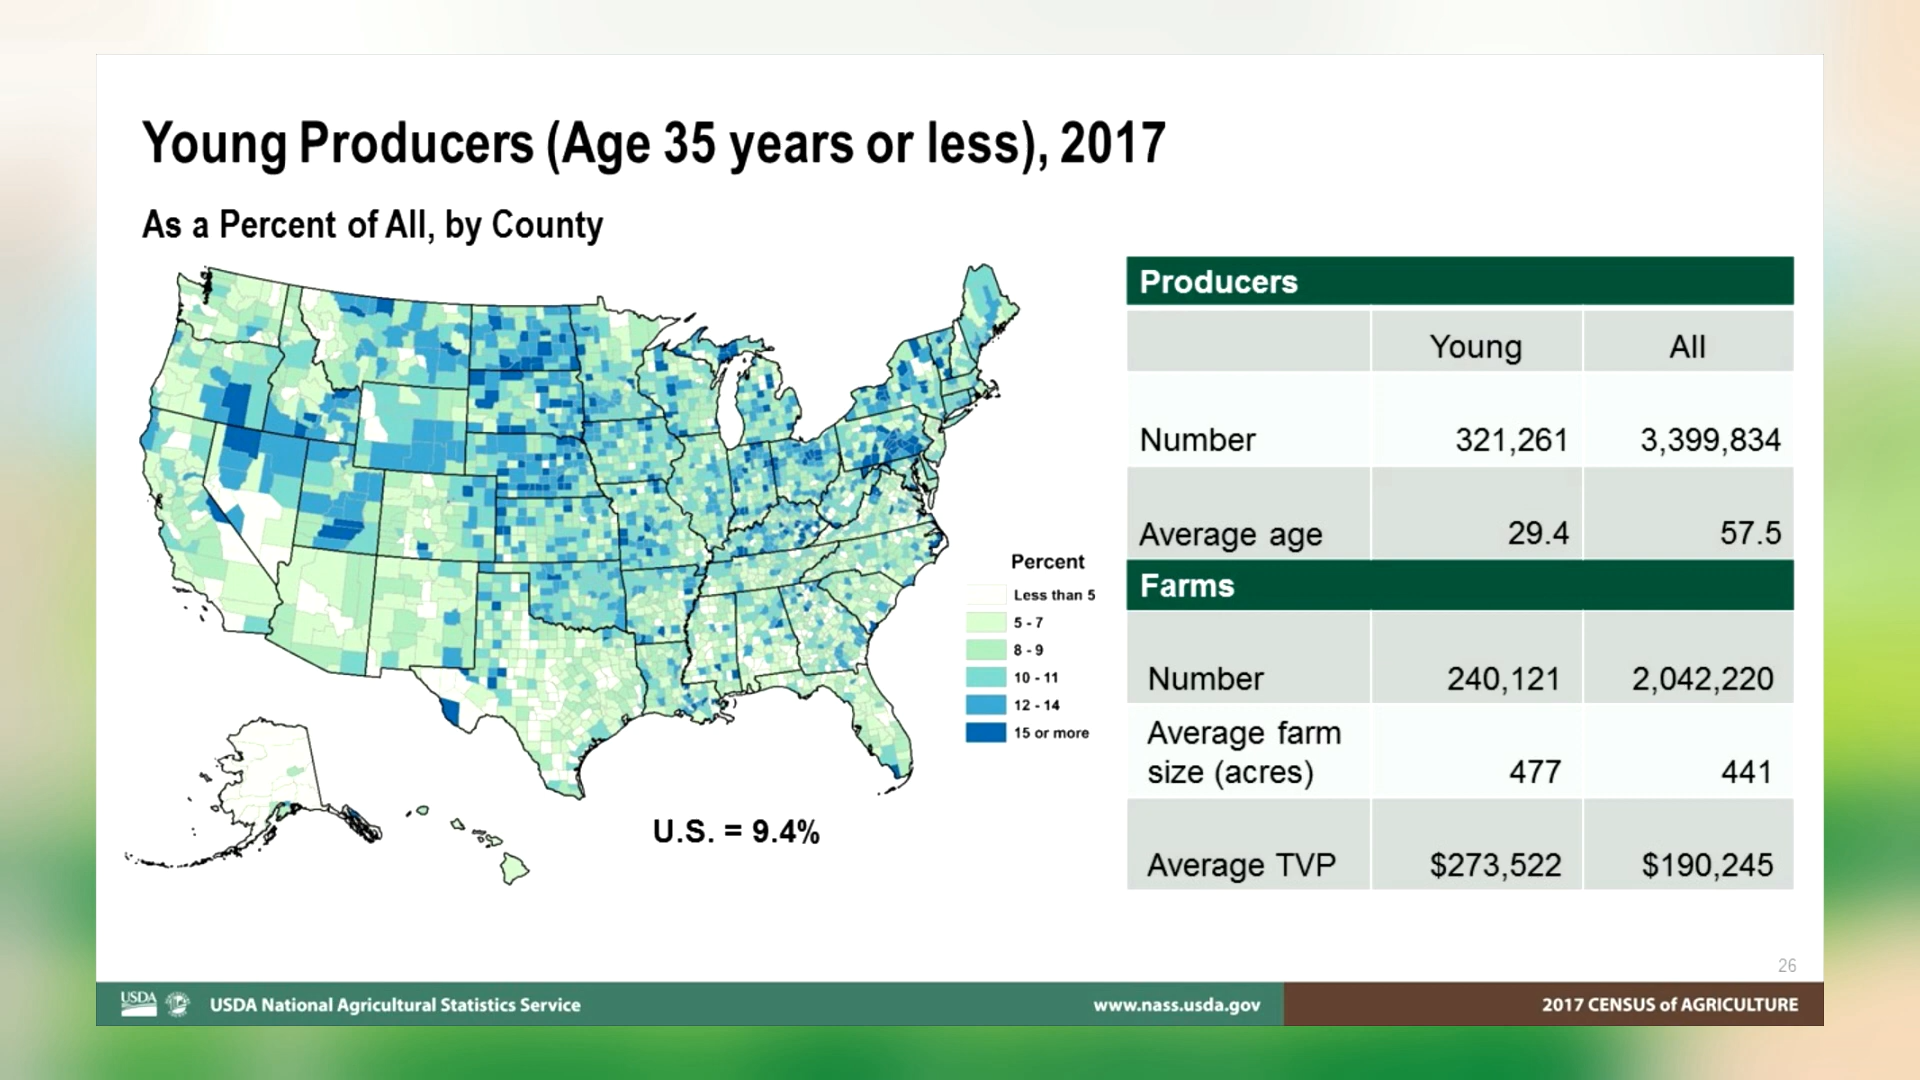 Young Producers (Age 35 years or less), 2017
As a Percent of All, by County
Percent
Less than 5
5 - 7
8 - 9
10 - 11
12 - 14
15 or more
U.S. = 9.4%
Producers
Young All
Number 321,261 3,399,834
Average age 29.4 57.5
Farms
Number 240,121 2,042,220
Average farm
size (acres) 477 441
Average TVP $273,522 $190,245
26
USDA USDA National Agricultural Statistics Service www.nass.usda.gov 2017 CENSUS of AGRICULTURE